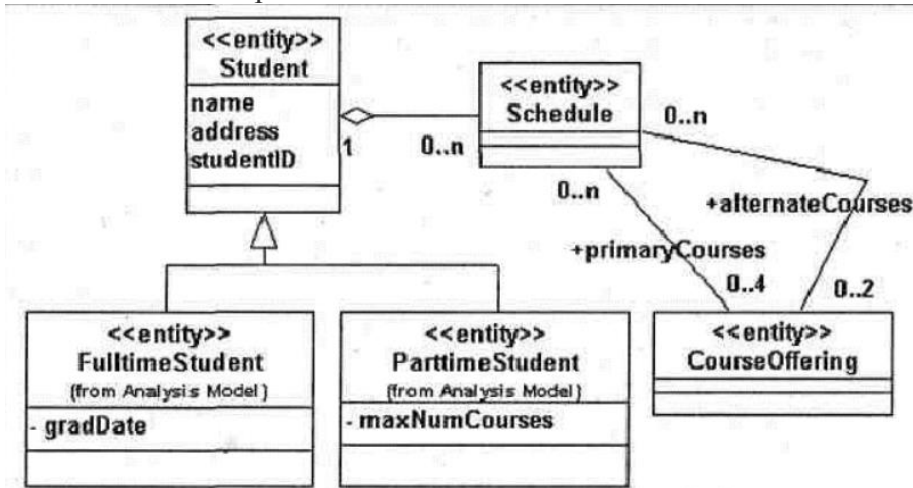 <<entity>>
Student
name
address
studentID
1
0..n
<<entity>>
Schedule
0..n
0..n
+alternateCourses
+primaryCourses
0..4
0..2
<<entity>>
FulltimeStudent
(from Analysis Model)
- gradDate
<<entity>>
ParttimeStudent
(from Analysis Model)
- maxNumCourses
<<entity>>
CourseOffering